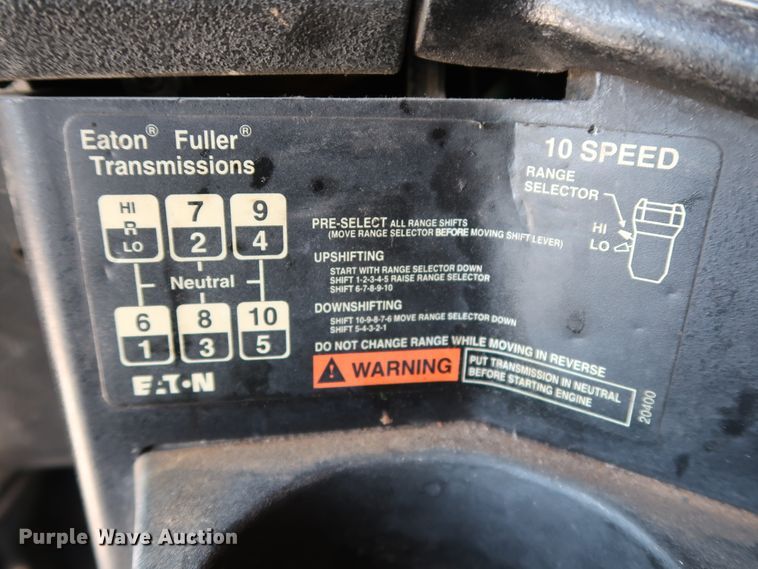 Eaton® Fuller®
Transmissions
10 SPEED
RANGE
SELECTOR
HI
LO
HI
R
LO
7
2
9
4
Neutral
6
1
8
3
10
5
EATON
PRE-SELECT ALL RANGE SHIFTS
(MOVE RANGE SELECTOR BEFORE MOVING SHIFT LEVER)
UPSHIFTING
START WITH RANGE SELECTOR DOWN
SHIFT 1-2-3-4-5 RAISE RANGE SELECTOR
SHIFT 6-7-8-9-10
DOWNSHIFTING
SHIFT 10-9-8-7-6 MOVE RANGE SELECTOR DOWN
SHIFT 5-4-3-2-1
DO NOT CHANGE RANGE WHILE MOVING IN REVERSE
WARNING
PUT TRANSMISSION IN NEUTRAL
BEFORE STARTING ENGINE
20400
Purple Wave Auction